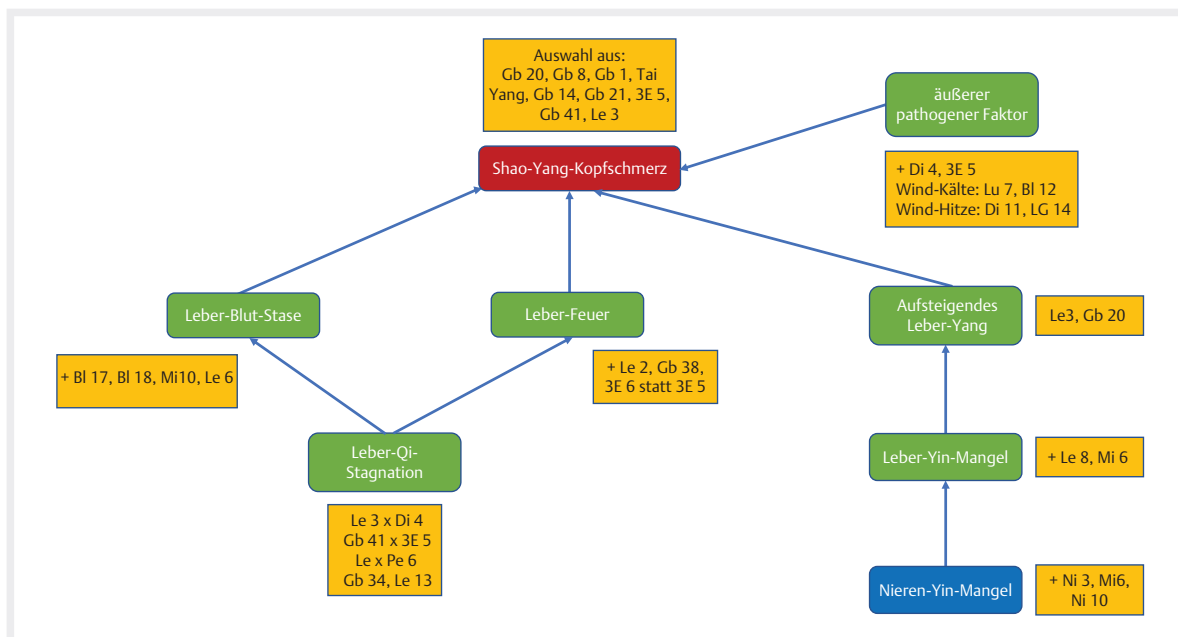 Auswahl aus:
Gb 20, Gb 8, Gb 1, Tai
Yang, Gb 14, Gb 21, 3E 5,
Gb 41, Le 3
äußerer
pathogener Faktor
Shao-Yang-Kopfschmerz
+ Di 4, 3E 5
Wind-Kälte: Lu 7, Bl 12
Wind-Hitze: Di 11, LG 14
Leber-Blut-Stase
Leber-Feuer
Aufsteigendes
Leber-Yang
Le3, Gb 20
+ Bl 17, Bl 18, Mi10, Le 6
+ Le 2, Gb 38,
3E 6 statt 3E 5
Leber-Qi-
Stagnation
Leber-Yin-Mangel
+ Le 8, Mi 6
Le 3 x Di 4
Gb 41 x 3E 5
Le x Pe 6
Gb 34, Le 13
Nieren-Yin-Mangel
+ Ni 3, Mi6,
Ni 10